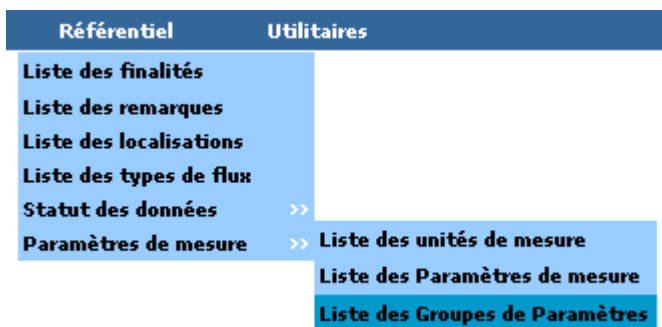 Référentiel Utilitaires
Liste des finalités
Liste des remarques
Liste des localisations
Liste des types de flux
Statut des données >>
Paramètres de mesure >> Liste des unités de mesure
Liste des Paramètres de mesure
Liste des Groupes de Paramètres